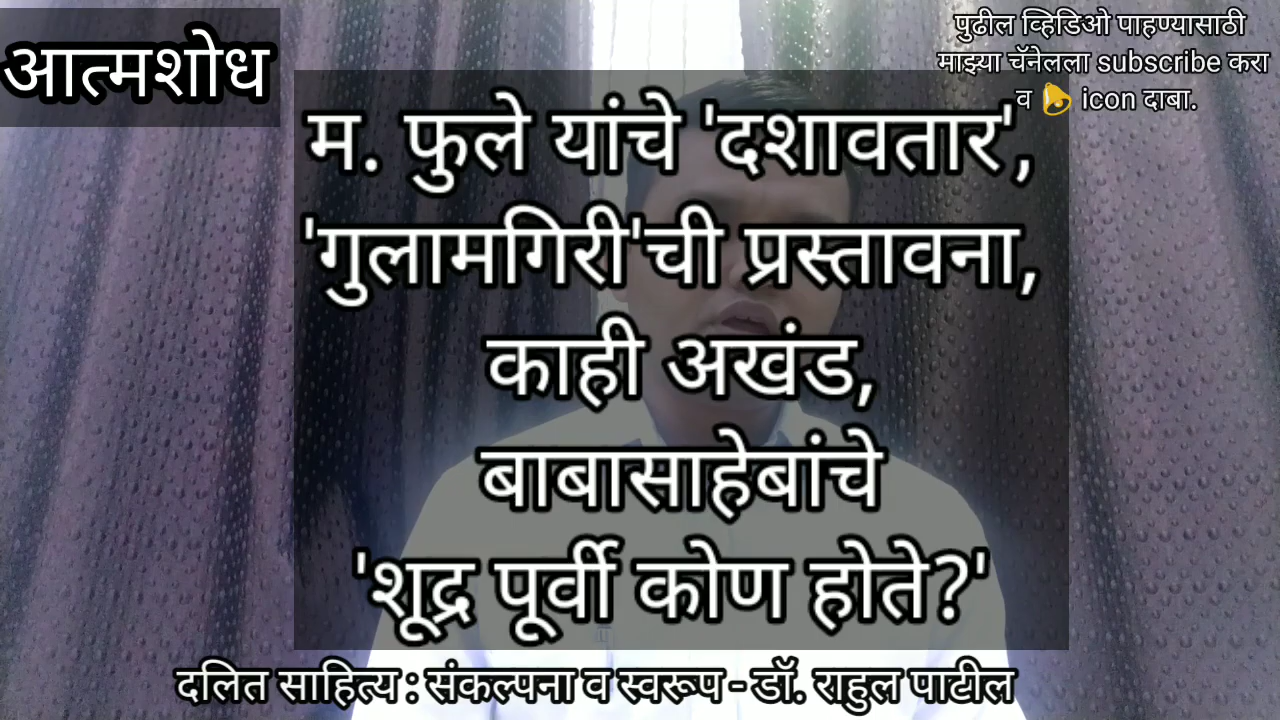 आत्मशोध
पुढील व्हिडिओ पाहण्यासाठी
माझ्या चॅनेलला subscribe करा
व 🔔 icon दाबा.
म. फुले यांचे 'दशावतार',
'गुलामगिरी'ची प्रस्तावना,
काही अखंड,
बाबासाहेबांचे
'शूद्र पूर्वी कोण होते?'
दलित साहित्य : संकल्पना व स्वरूप - डॉ. राहुल पाटील